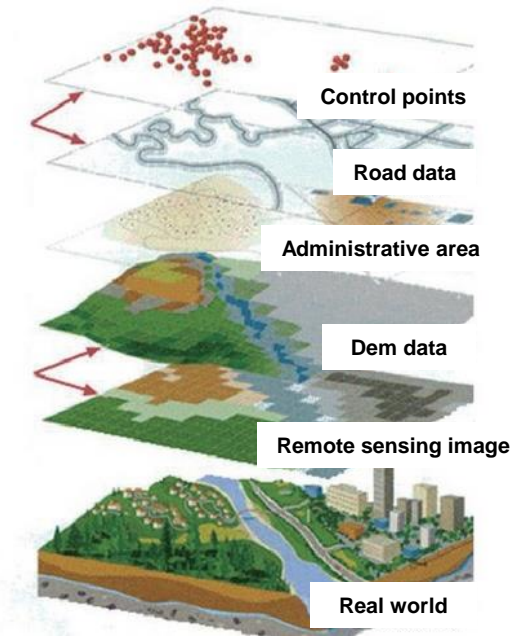 Control points
Road data
Administrative area
Dem data
Remote sensing image
Real world